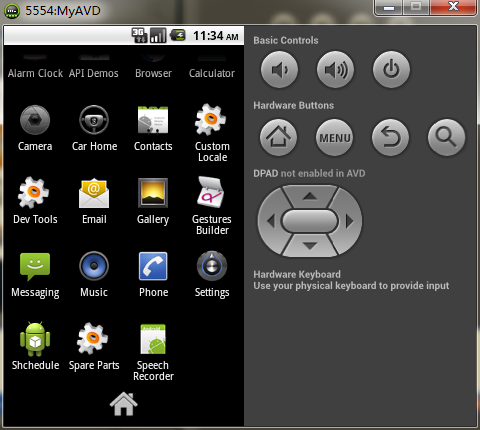 5554:MyAVD
3G
11:34 AM
Alarm Clock API Demos Browser Calculator
Camera Car Home Contacts Custom Locale
Dev Tools Email Gallery Gestures Builder
Messaging Music Phone Settings
Shchedule Spare Parts Speech Recorder
Basic Controls
Hardware Buttons
MENU
DPAD not enabled in AVD
Hardware Keyboard
Use your physical keyboard to provide input